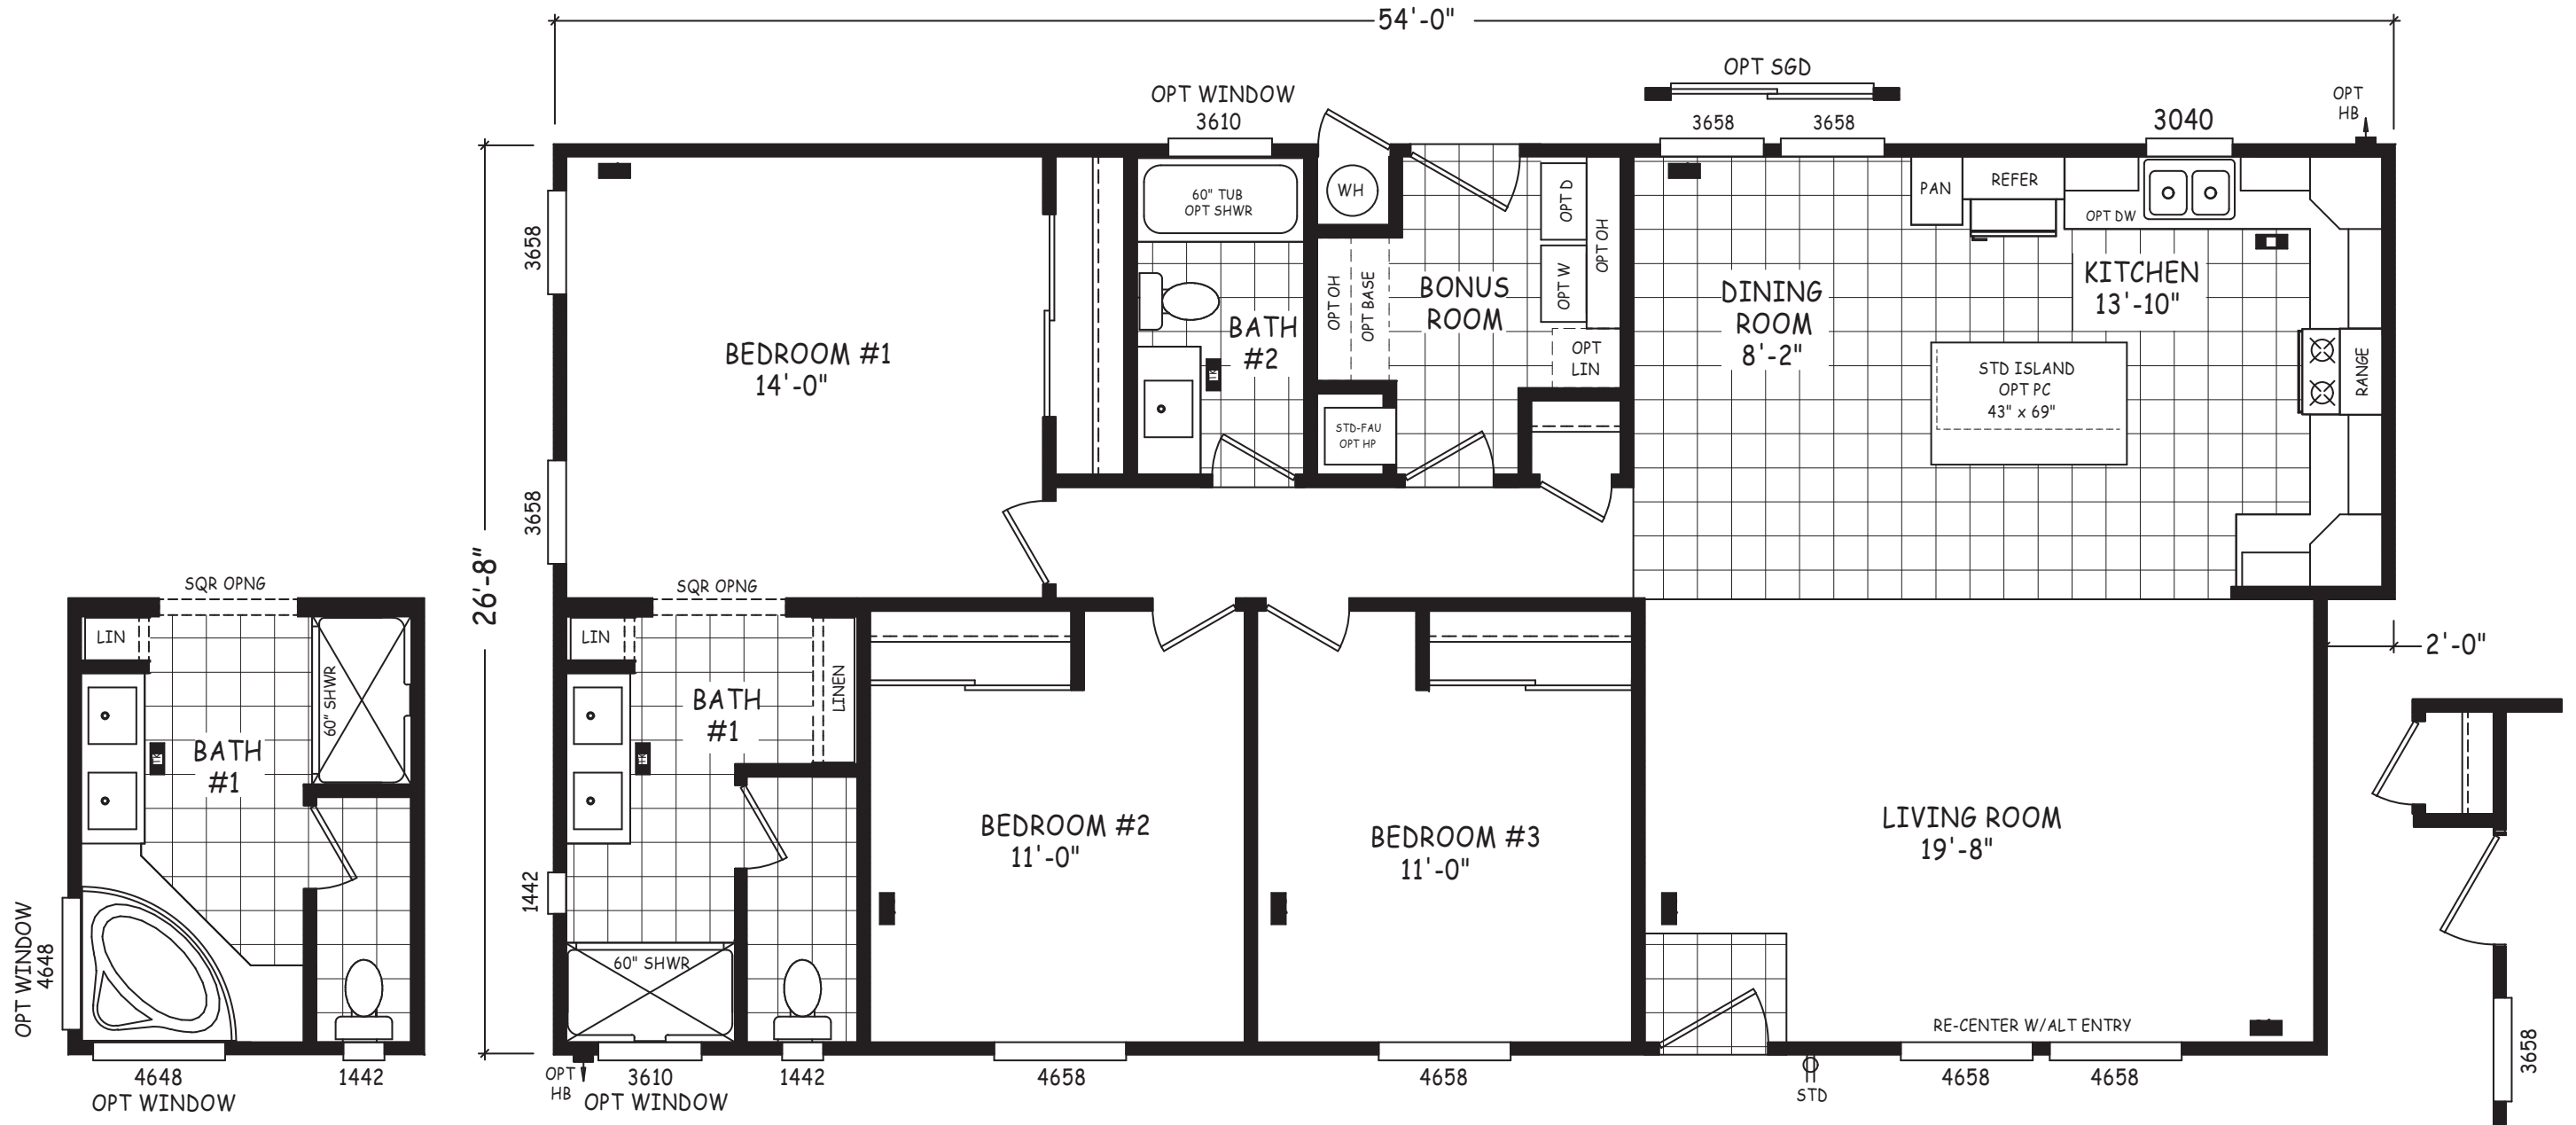 54'-0"
OPT SGD
OPT WINDOW
3610
3658
3658
3040
OPT
HB
60" TUB
OPT SHWR
WH
OPT D
OPT OH
PAN
REFER
OPT DW
3658
OPT OH
OPT BASE
BONUS
ROOM
OPT W
DINING
ROOM
8'-2"
KITCHEN
13'-10"
BATH
#2
BEDROOM #1
14'-0"
OPT
LIN
STD ISLAND
OPT PC
43" x 69"
RANGE
STD-FAU
OPT HP
3658
26'-8"
SQR OPNG
SQR OPNG
2'-0"
LIN
LIN
60" SHWR
LINEN
BATH
#1
BATH
#1
BEDROOM #2
11'-0"
BEDROOM #3
11'-0"
LIVING ROOM
19'-8"
1442
OPT WINDOW
4648
60" SHWR
RE-CENTER W/ALT ENTRY
3658
4648
OPT WINDOW
1442
OPT
HB
3610
OPT WINDOW
1442
4658
4658
STD
4658
4658